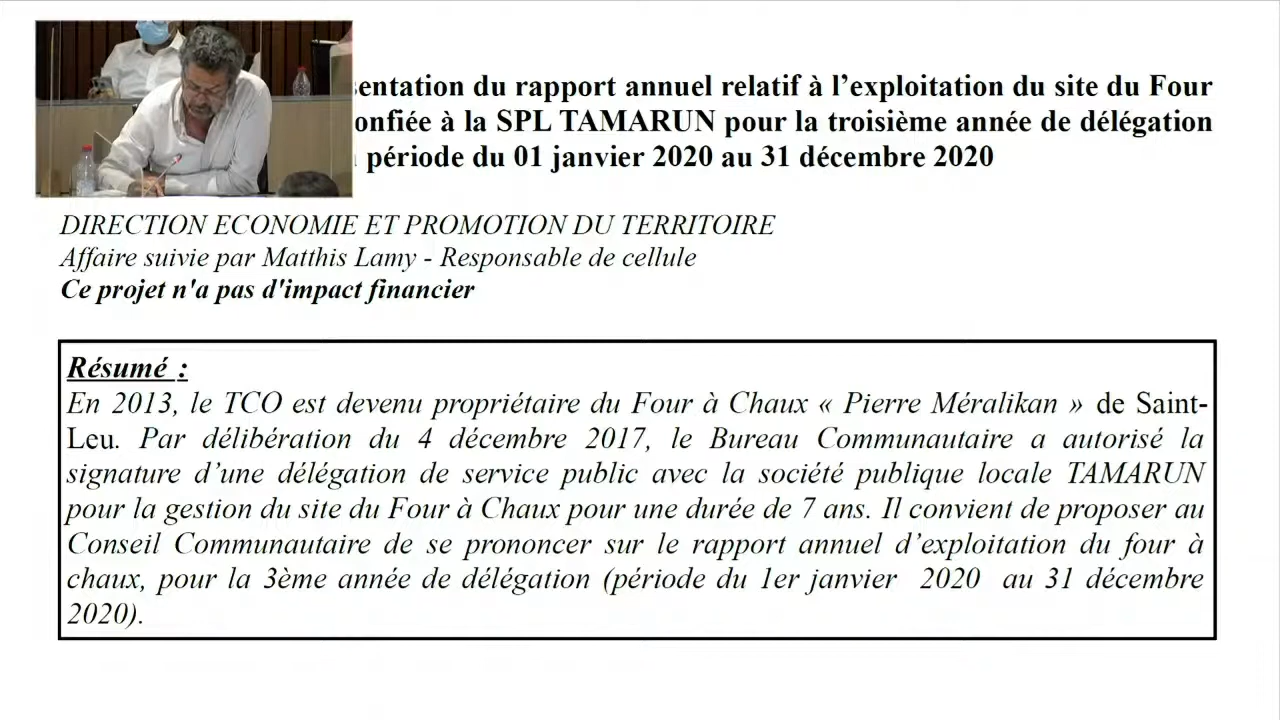 sentation du rapport annuel relatif à l’exploitation du site du Four
onfiée à la SPL TAMARUN pour la troisième année de délégation
période du 01 janvier 2020 au 31 décembre 2020
DIRECTION ECONOMIE ET PROMOTION DU TERRITOIRE
Affaire suivie par Matthis Lamy - Responsable de cellule
Ce projet n'a pas d'impact financier
Résumé :
En 2013, le TCO est devenu propriétaire du Four à Chaux « Pierre Méralikan » de Saint-
Leu. Par délibération du 4 décembre 2017, le Bureau Communautaire a autorisé la
signature d’une délégation de service public avec la société publique locale TAMARUN
pour la gestion du site du Four à Chaux pour une durée de 7 ans. Il convient de proposer au
Conseil Communautaire de se prononcer sur le rapport annuel d’exploitation du four à
chaux, pour la 3ème année de délégation (période du 1er janvier 2020 au 31 décembre
2020).